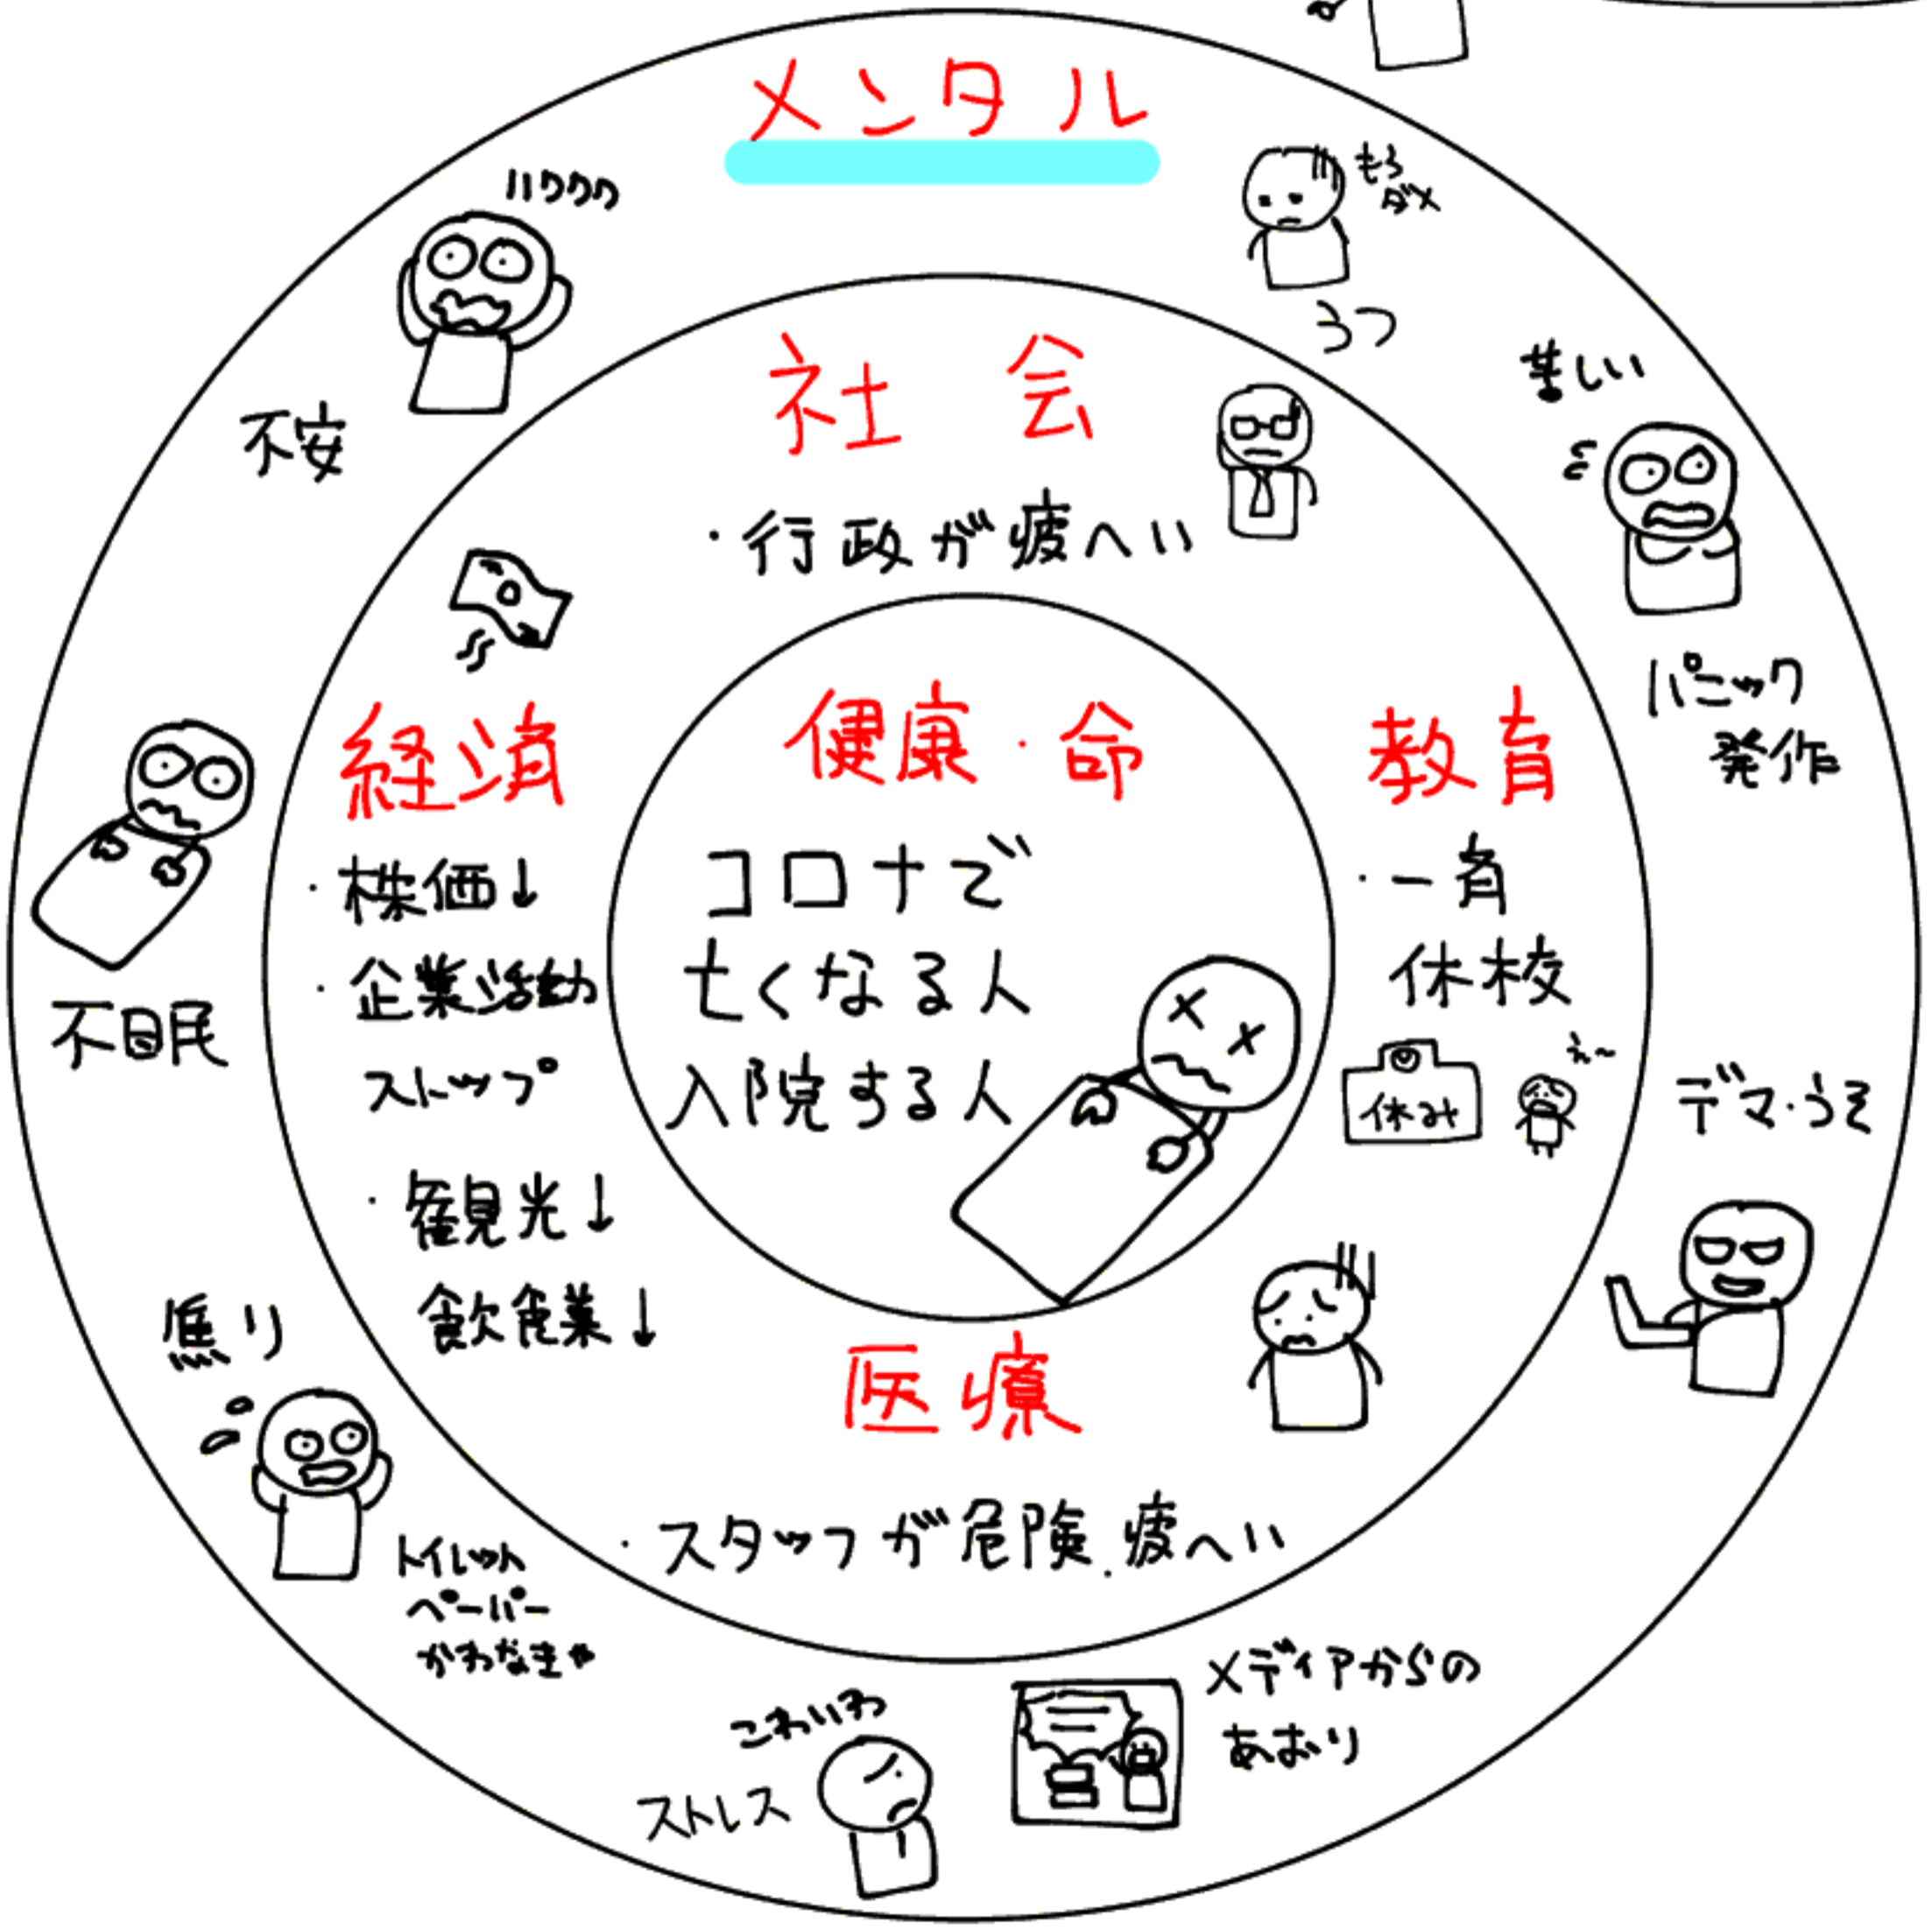 メンタル
ハワワワ
もう
ダメ
うつ
不安
苦しい
パニック
発作
社会
・行政が疲へい
経済
・株価↓
・企業活動
ストップ
・観光↓
飲食業↓
健康・命
コロナで
亡くなる人
入院する人
教育
・一斉
休校
休み
え~
不眠
デマ・うそ
焦り
トイレット
ペーパー
かわなきゃ
医療
・スタッフが危険.疲へい
こわいわ
ストレス
メディアからの
あおり